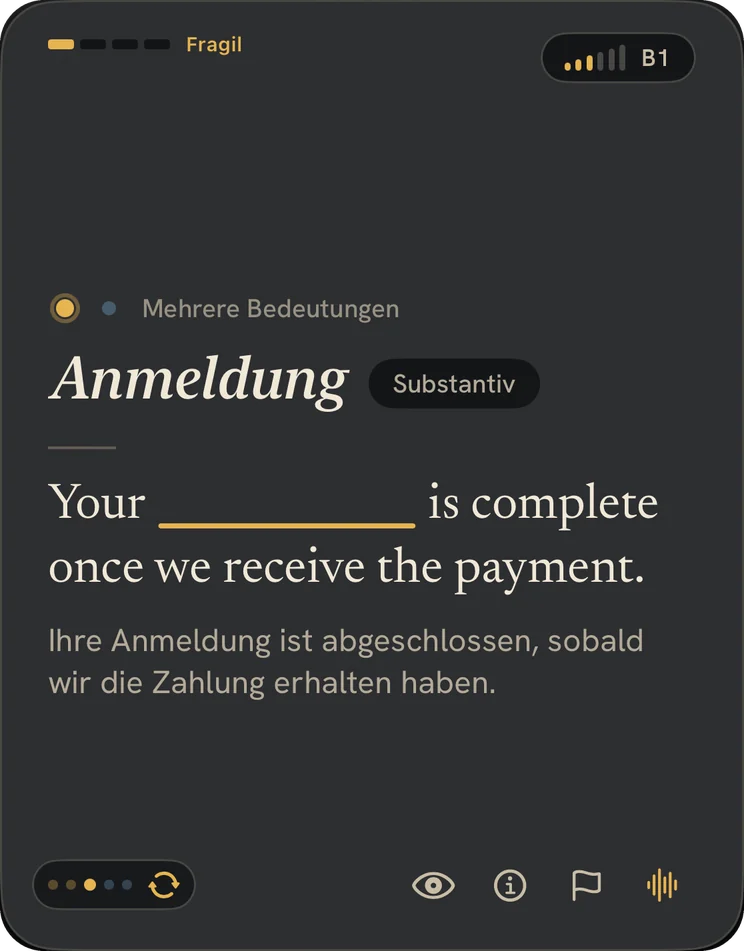 Fragil
B1
Mehrere Bedeutungen
Anmeldung Substantiv
Your is complete
once we receive the payment.
Ihre Anmeldung ist abgeschlossen, sobald
wir die Zahlung erhalten haben.